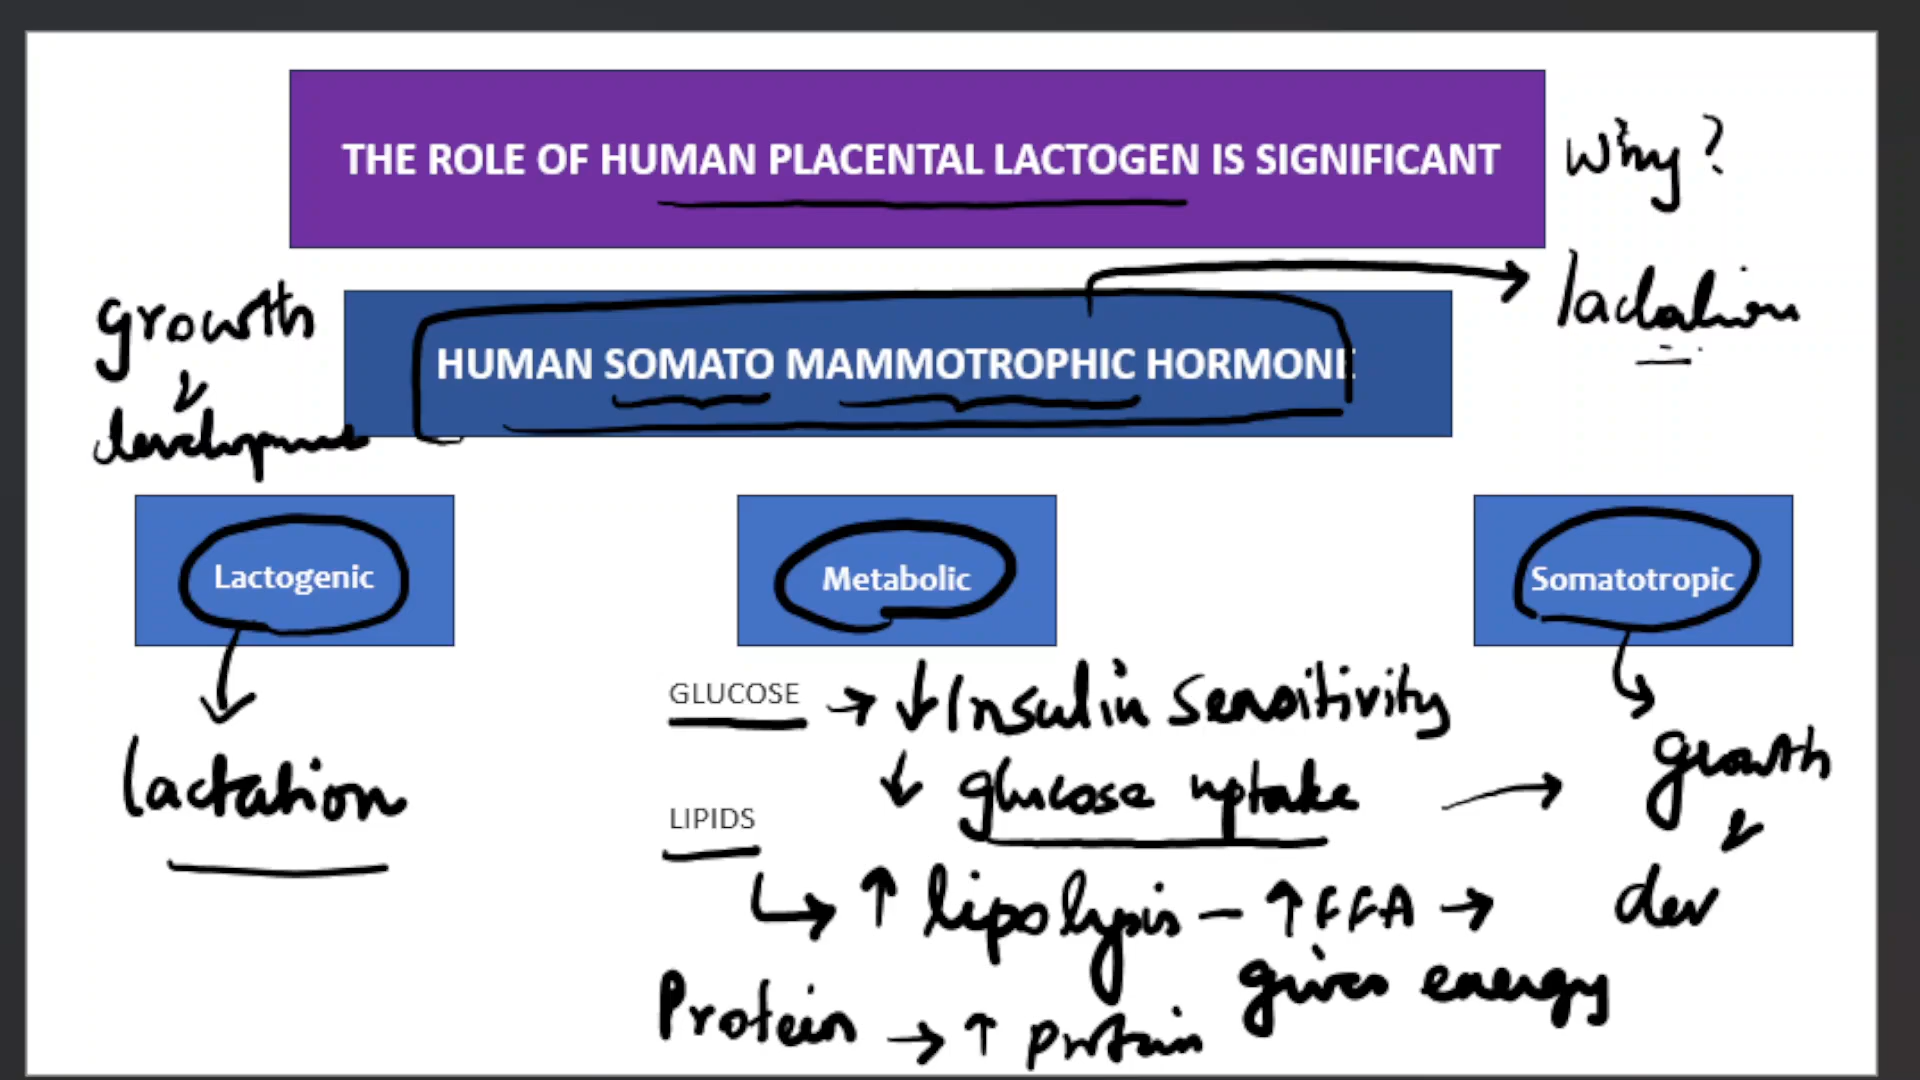 THE ROLE OF HUMAN PLACENTAL LACTOGEN IS SIGNIFICANT
Why?
growth
development
HUMAN SOMATO MAMMOTROPHIC HORMONE
lactation
Lactogenic
Metabolic
Somatotropic
lactation
GLUCOSE → ↓ Insulin Sensitivity
↓ glucose uptake →
LIPIDS
↑ lipolysis – ↑ FFA →
gives energy
Protein → ↑ protein
growth
dev